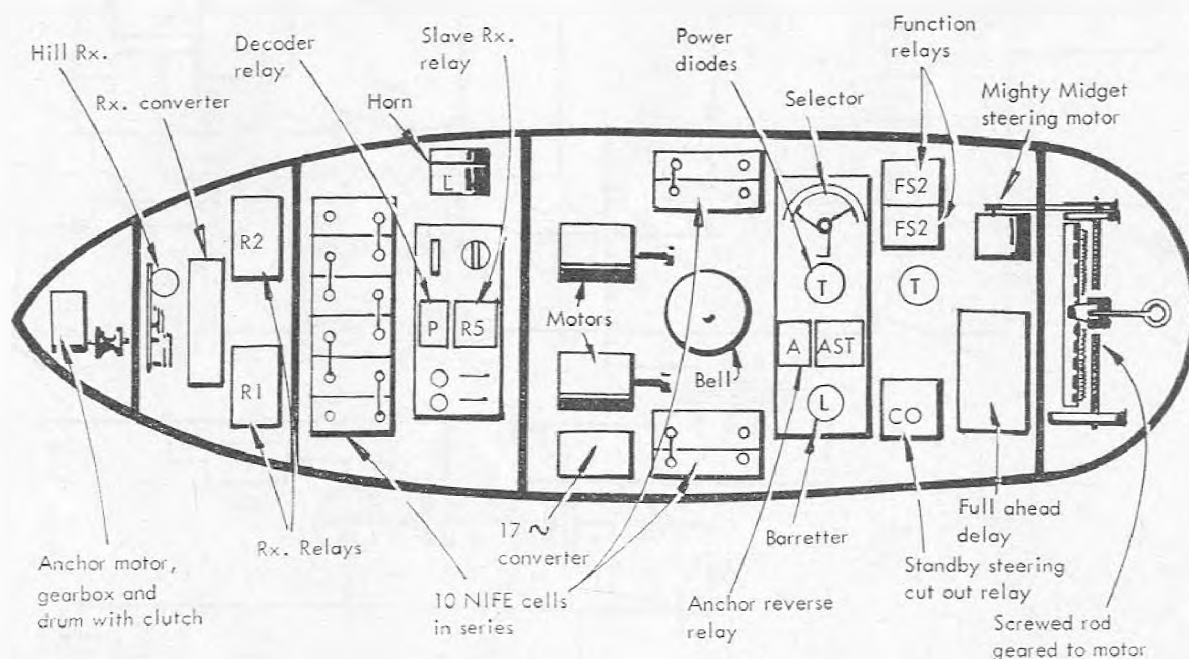 Hill Rx.
Rx. converter
Decoder
relay
Horn
Slave Rx.
relay
Power
diodes
Selector
Function
relays
Mighty Midget
steering motor
R2
R1
L
P
R5
Motors
Bell
T
A
AST
L
FS2
FS2
T
CO
Anchor motor,
gearbox and
drum with clutch
Rx. Relays
10 NIFE cells
in series
17 ~
converter
Anchor reverse
relay
Barretter
Standby steering
cut out relay
Full ahead
delay
Screwed rod
geared to motor